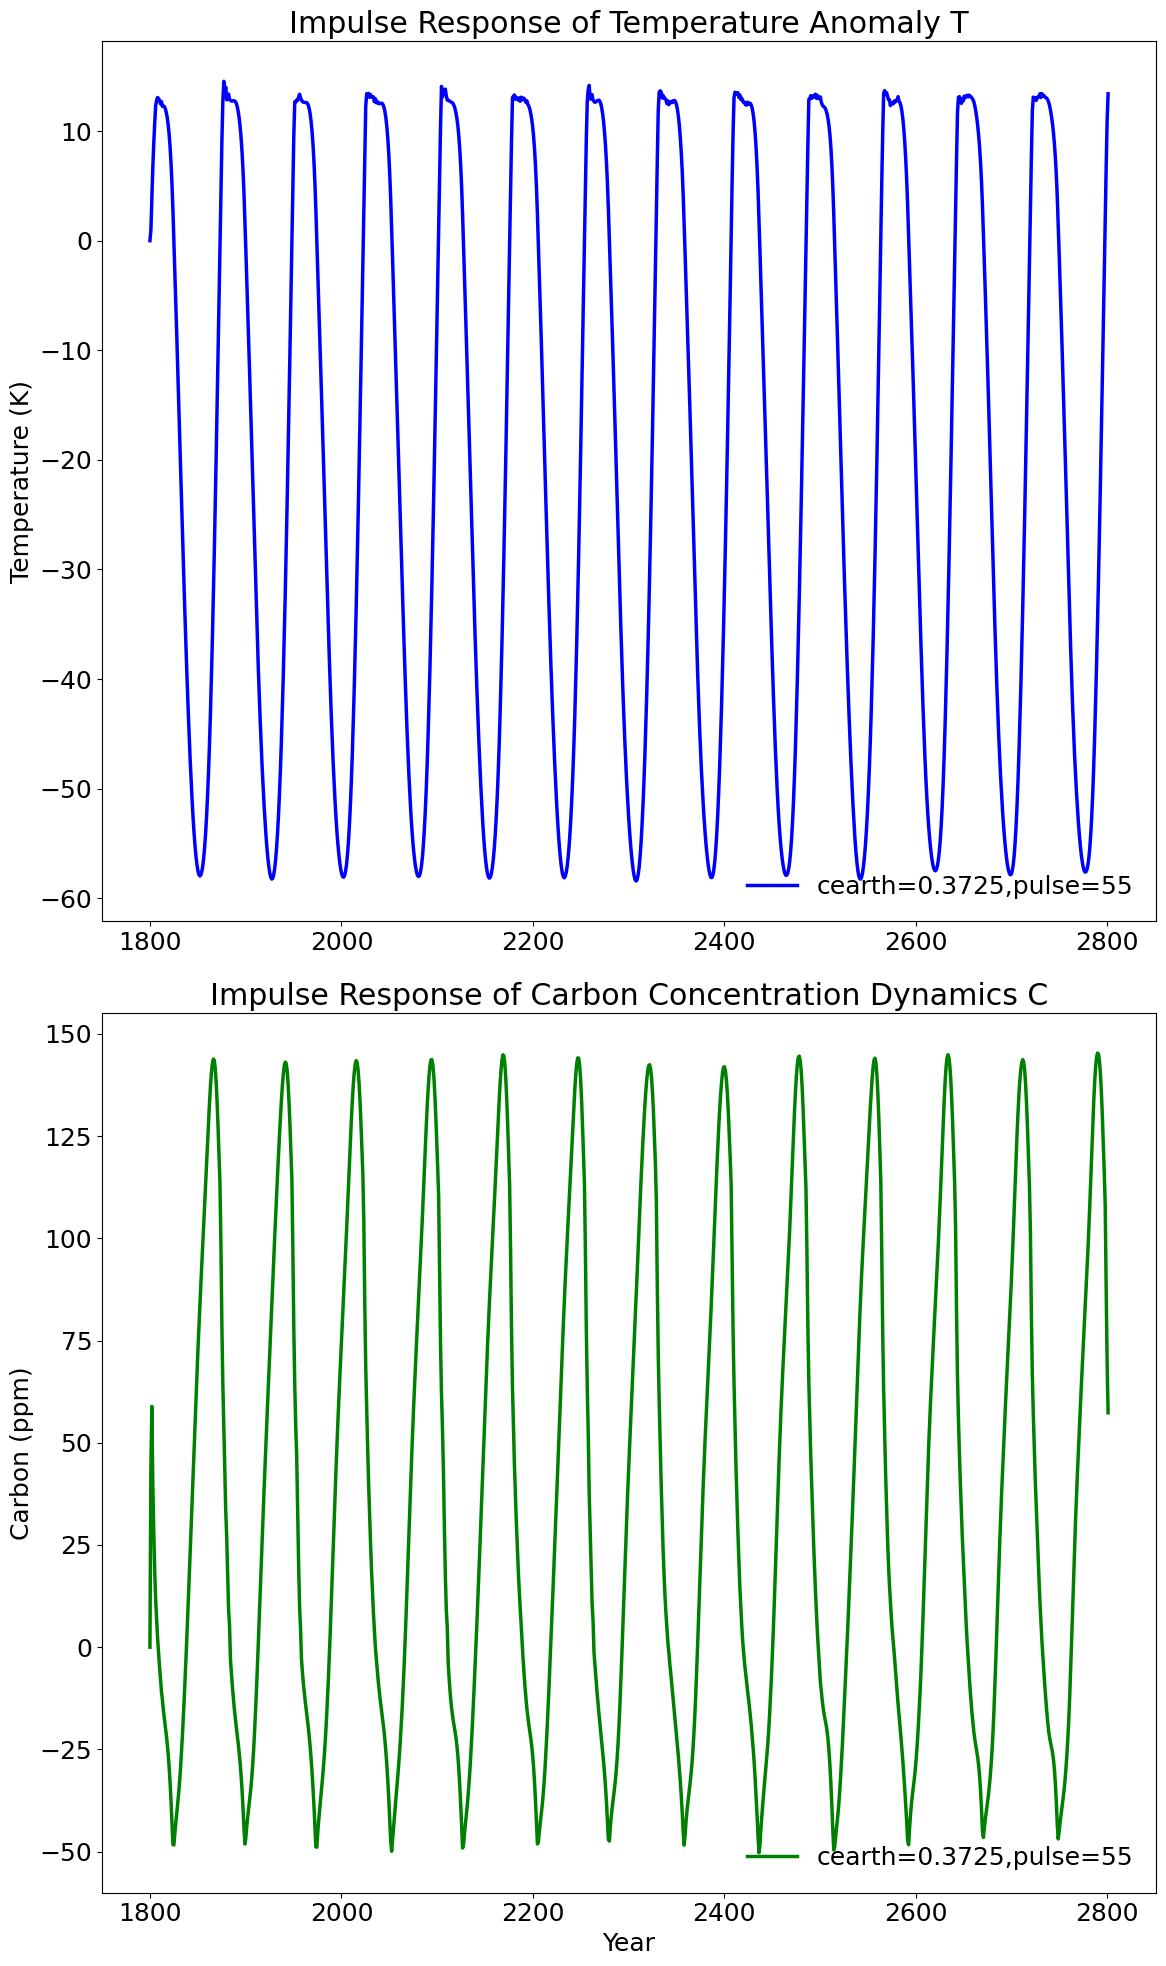 Impulse Response of Temperature Anomaly T
10
0
−10
−20
−30
−40
−50
−60
Temperature (K)
cearth=0.3725,pulse=55
1800 2000 2200 2400 2600 2800
Impulse Response of Carbon Concentration Dynamics C
150
125
100
75
50
25
0
−25
−50
Carbon (ppm)
cearth=0.3725,pulse=55
1800 2000 2200 2400 2600 2800
Year